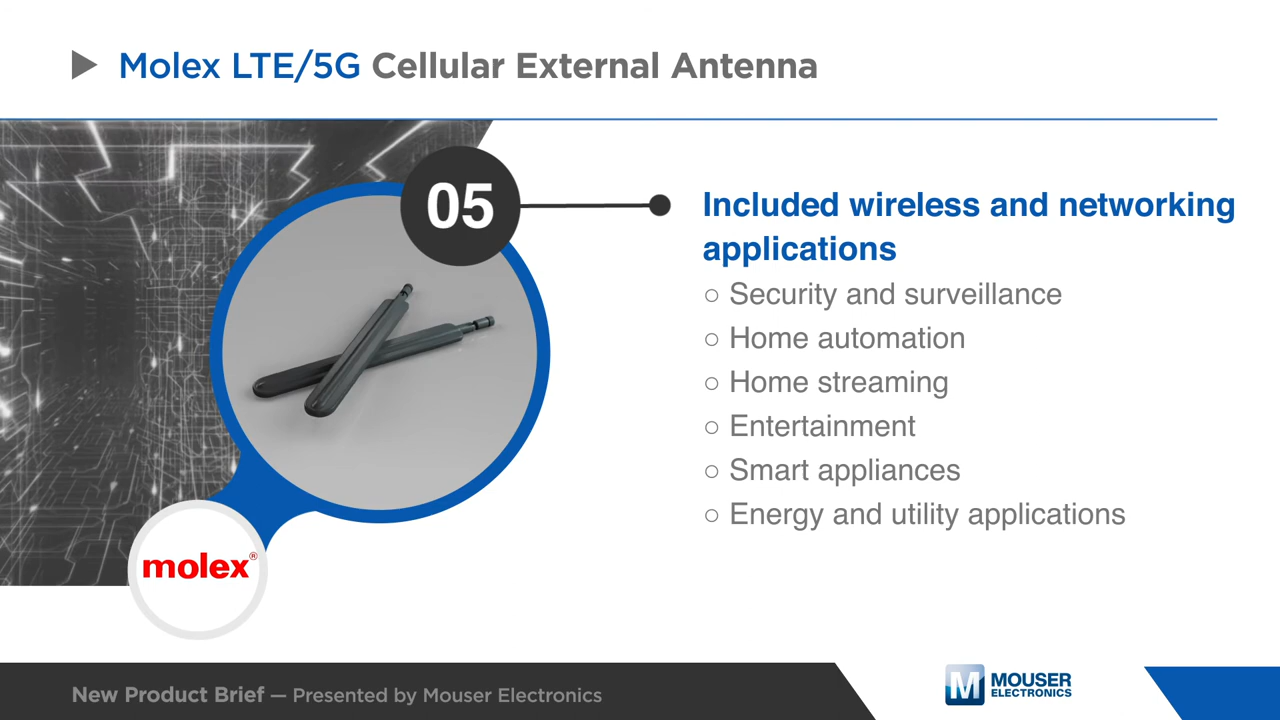 Molex LTE/5G Cellular External Antenna
05
Included wireless and networking
applications
○ Security and surveillance
○ Home automation
○ Home streaming
○ Entertainment
○ Smart appliances
○ Energy and utility applications
molex®
New Product Brief — Presented by Mouser Electronics
M MOUSER
ELECTRONICS